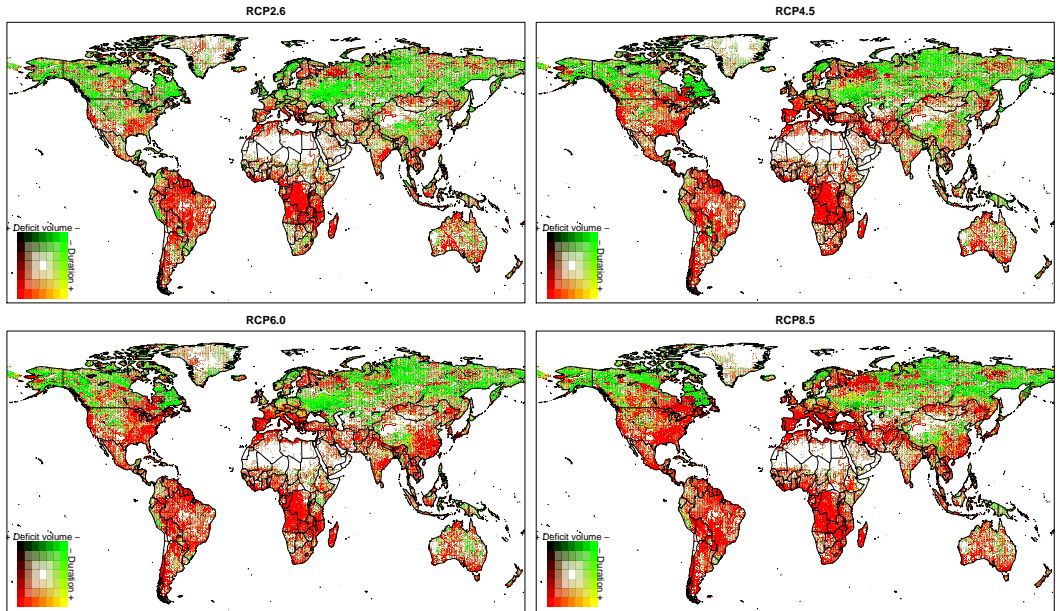 RCP2.6
RCP4.5
+ Deficit volume −
− Duration +
+ Deficit volume −
− Duration +
RCP6.0
RCP8.5
+ Deficit volume −
− Duration +
+ Deficit volume −
− Duration +